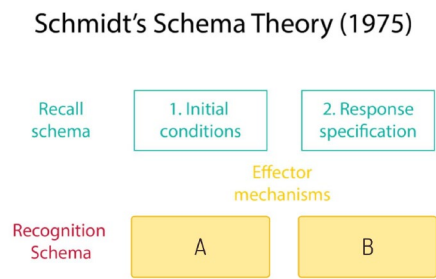 Schmidt's Schema Theory (1975)
Recall
schema
1. Initial
conditions
2. Response
specification
Effector
mechanisms
Recognition
Schema
A
B